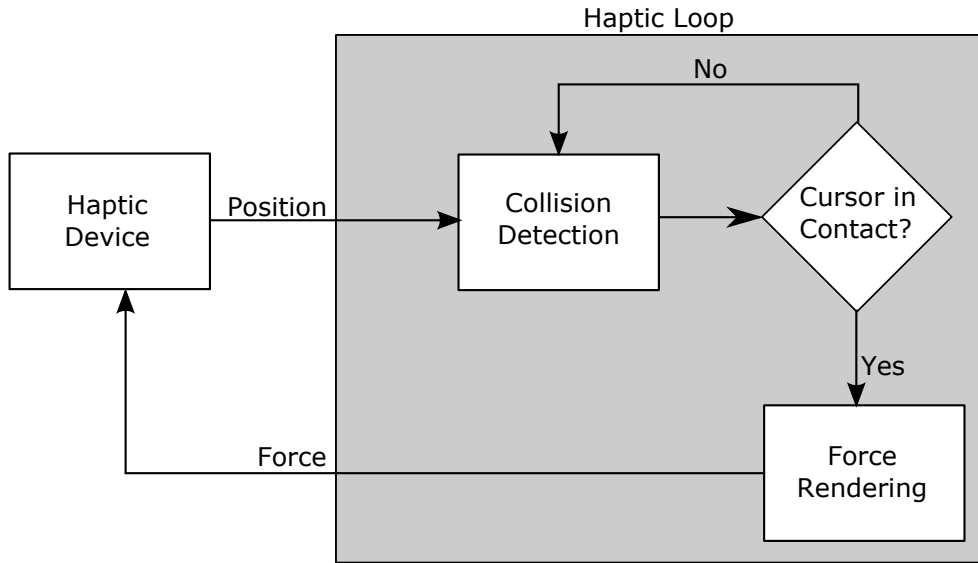 Haptic Loop
No
Haptic
Device
Position
Collision
Detection
Cursor in
Contact?
Yes
Force
Force
Rendering